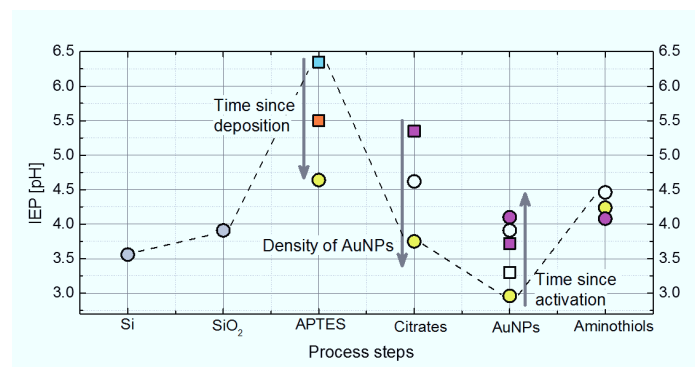 6.5 6.5
6.0 6.0
5.5 5.5
5.0 5.0
4.5 4.5
4.0 4.0
3.5 3.5
3.0 3.0
IEP [pH]
Time since
deposition
Density of AuNPs
Time since
activation
Si SiO₂ APTES Citrates AuNPs Aminothiols
Process steps